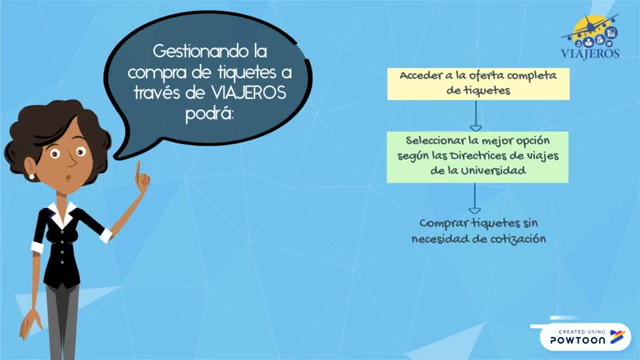 Gestionando la
compra de tiquetes a
través de VIAJEROS
podrá:
VIAJEROS
Acceder a la oferta completa
de tiquetes
Seleccionar la mejor opción
según las Directrices de viajes
de la Universidad
Comprar tiquetes sin
necesidad de cotización
CREATED USING
POWTOON